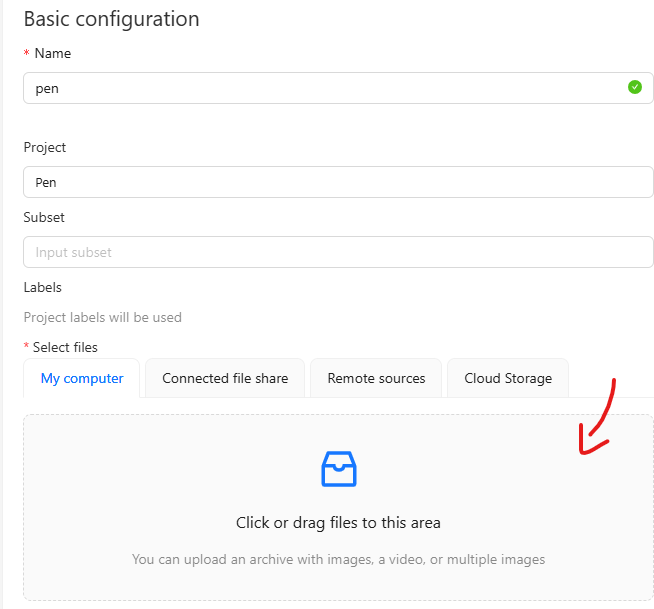 Basic configuration
* Name
pen
Project
Pen
Subset
Input subset
Labels
Project labels will be used
* Select files
My computer Connected file share Remote sources Cloud Storage
Click or drag files to this area
You can upload an archive with images, a video, or multiple images